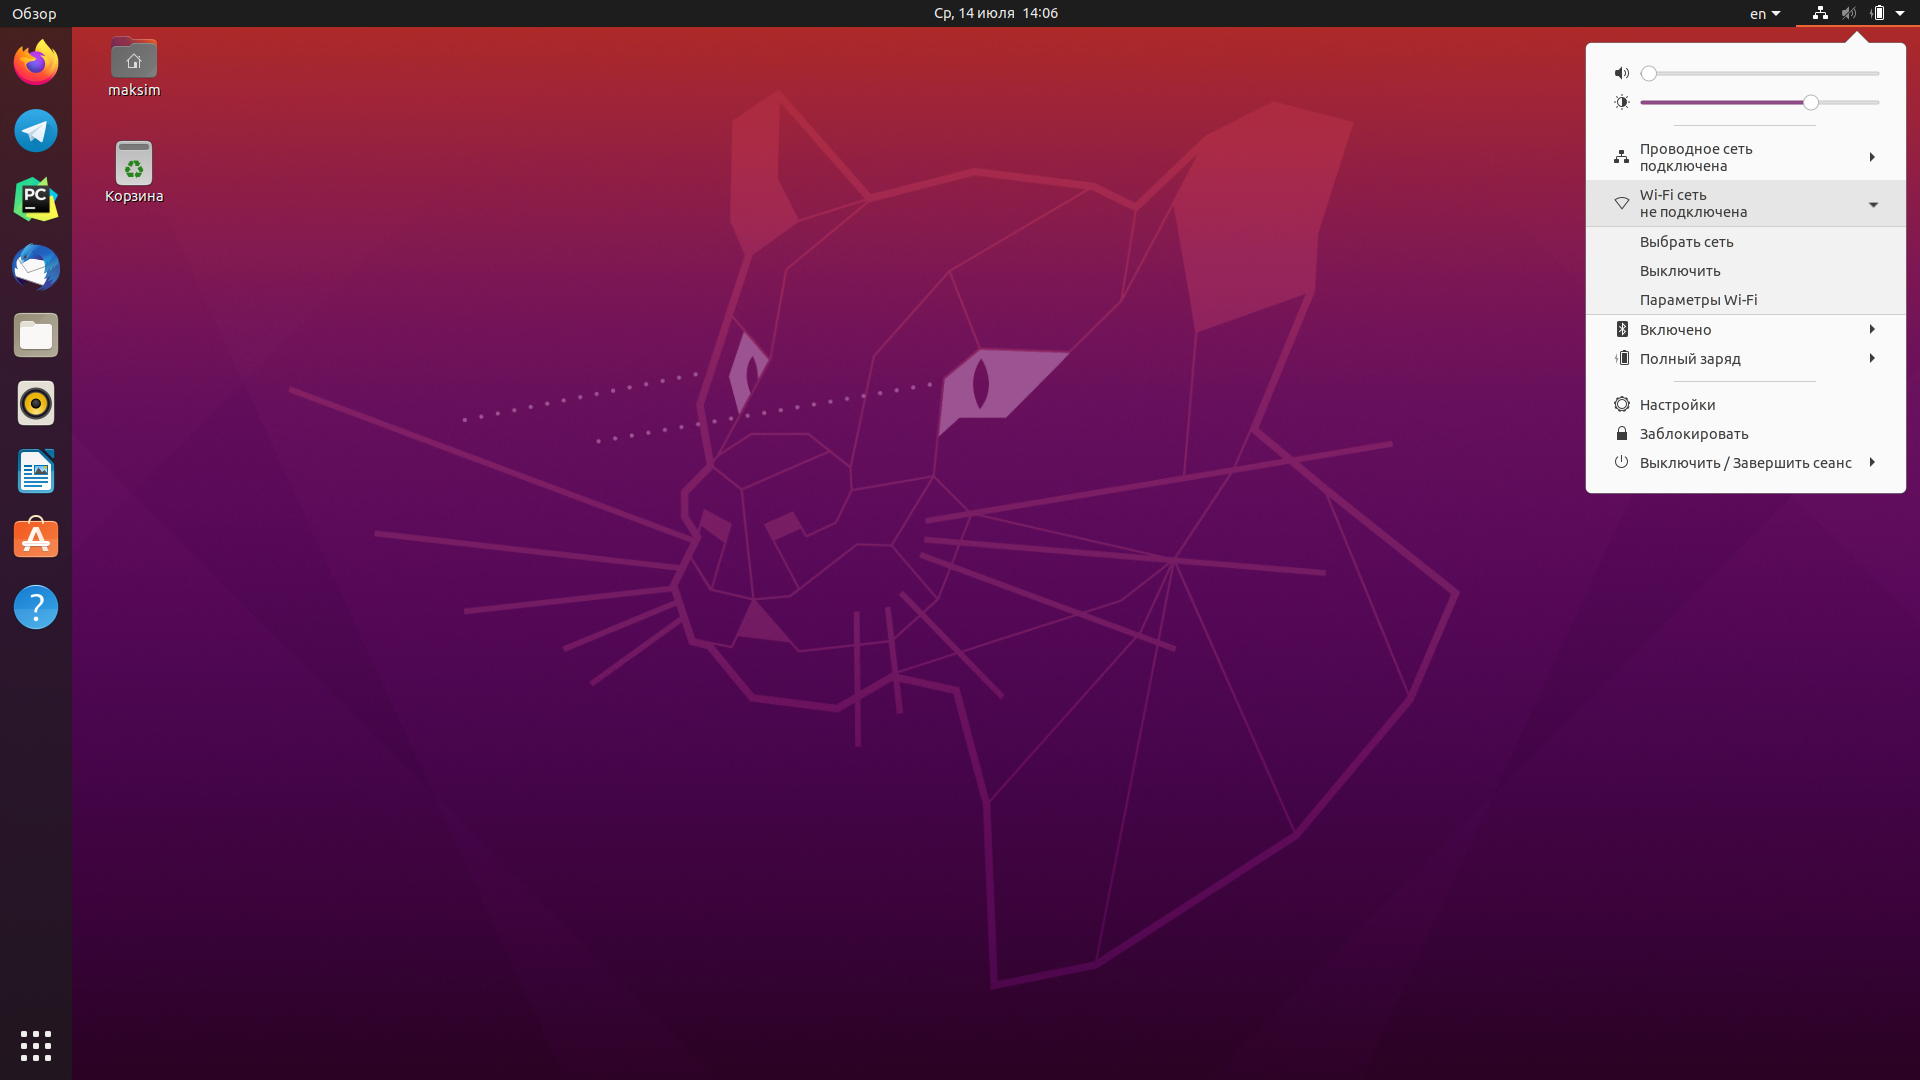 Обзор
Ср, 14 июля 14:06
en
maksim
Корзина
PC
Проводное сеть
подключена
Wi-Fi сеть
не подключена
Выбрать сеть
Выключить
Параметры Wi-Fi
Включено
Полный заряд
Настройки
Заблокировать
Выключить / Завершить сеанс